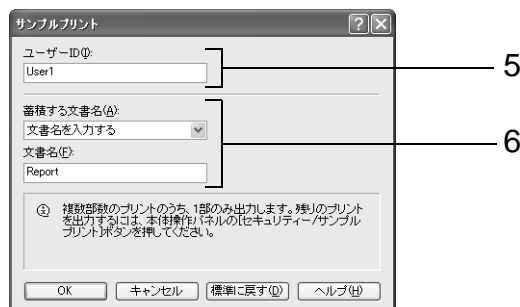 サンプルプリント
ユーザーID(I):
User1
5
蓄積する文書名(A):
文書名を入力する
6
文書名(F):
Report
複数部数のプリントのうち、1部のみ出力します。残りのプリント
を出力するには、本体操作パネルの[セキュリティー/サンプル
プリント]ボタンを押してください。
OK キャンセル 標準に戻す(D) ヘルプ(H)